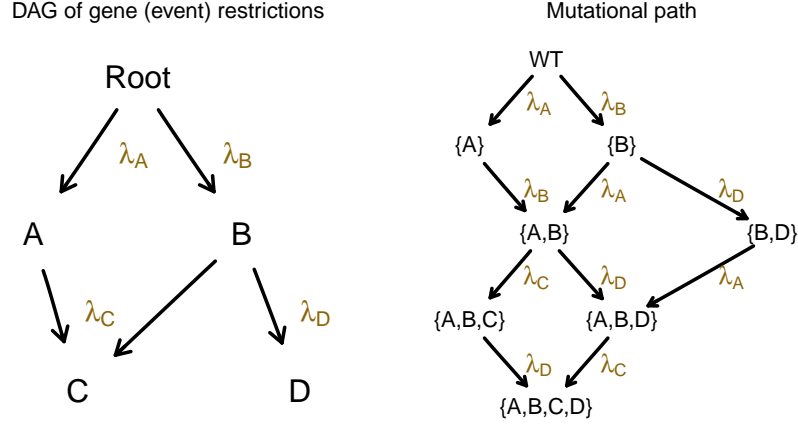 DAG of gene (event) restrictions
Root
λA
λB
A
B
λC
λD
C
D
Mutational path
WT
λA
λB
{A}
{B}
λB
λA
λD
{A,B}
{B,D}
λC
λD
λA
{A,B,C}
{A,B,D}
λD
λC
{A,B,C,D}